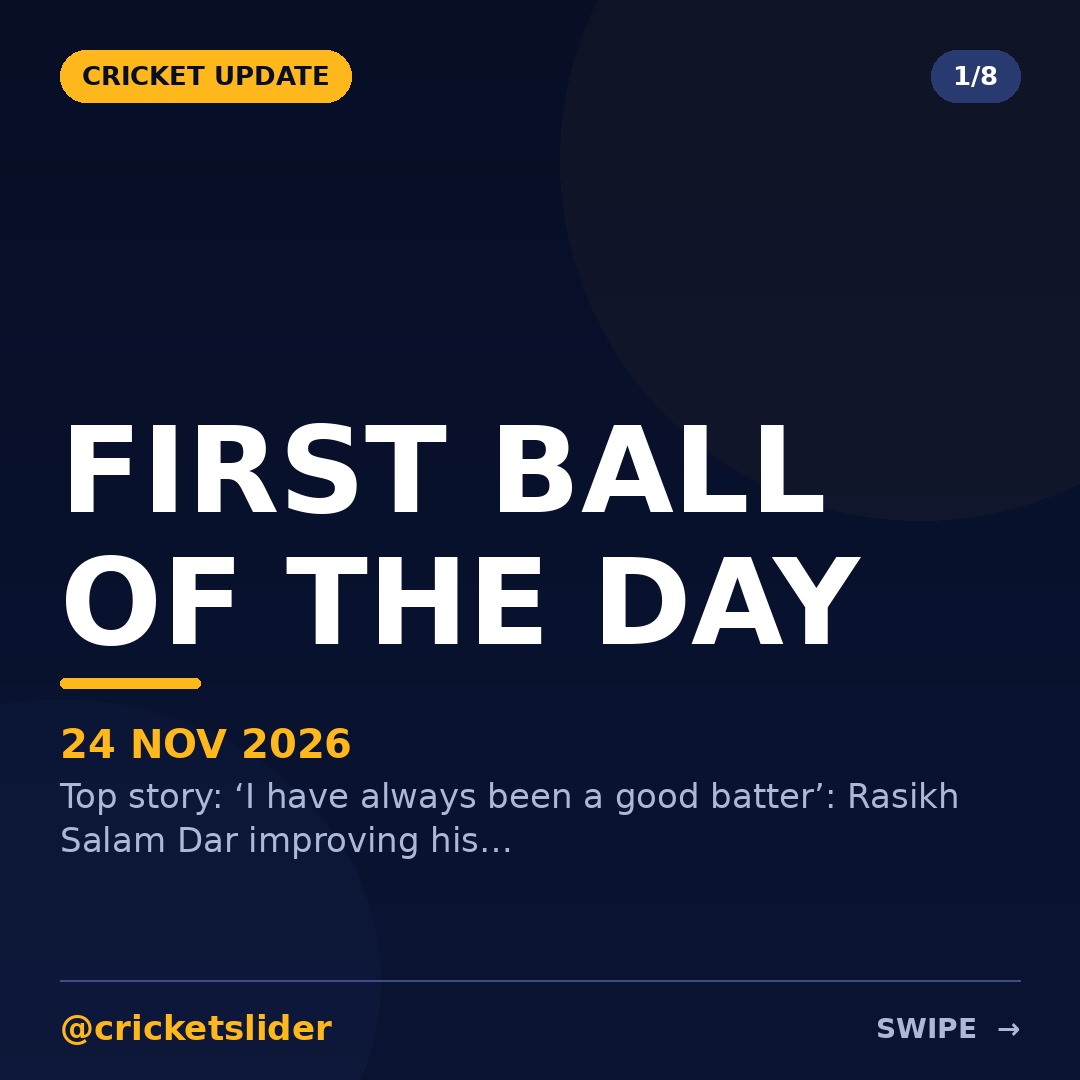 CRICKET UPDATE
1/8
FIRST BALL
OF THE DAY
24 NOV 2026
Top story: ‘I have always been a good batter’: Rasikh
Salam Dar improving his…
@cricketslider
SWIPE →